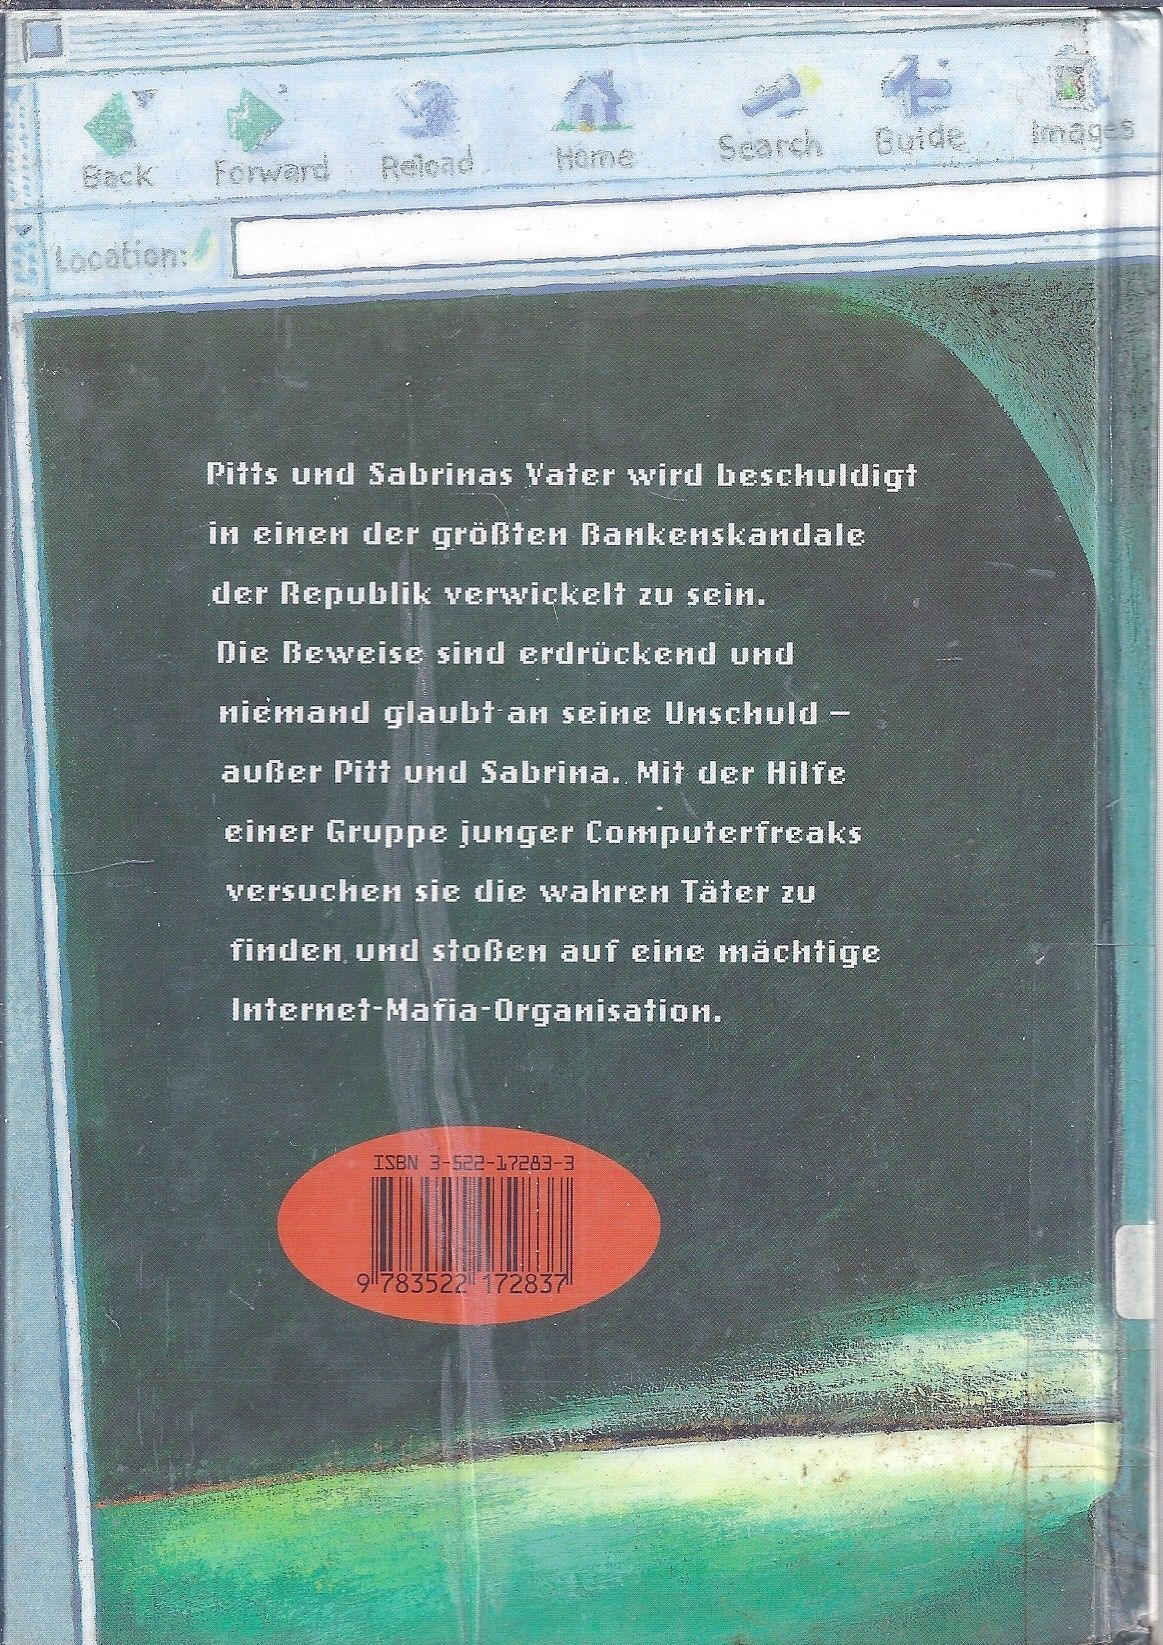 Back Forward Reload Home Search Guide Images
Location:
Pitts und Sabrinas Vater wird beschuldigt
in einen der größten Bankenskandale
der Republik verwickelt zu sein.
Die Beweise sind erdrückend und
niemand glaubt an seine Unschuld –
außer Pitt und Sabrina. Mit der Hilfe
einer Gruppe junger Computerfreaks
versuchen sie die wahren Täter zu
finden und stoßen auf eine mächtige
Internet-Mafia-Organisation.
ISBN 3-522-17283-3
9 783522 172837